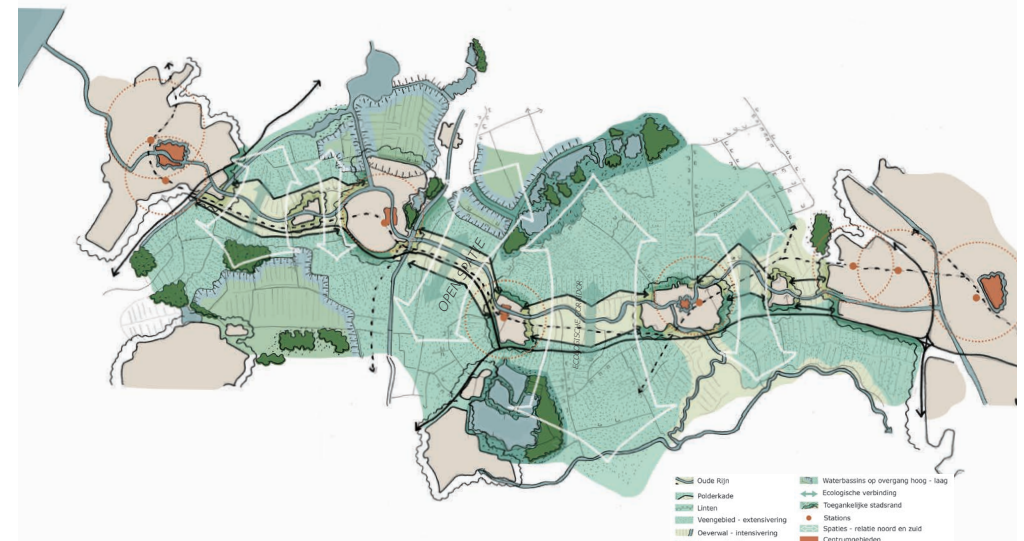 OPEN SPATIE
Oude Rijn
Polderkade
Linten
Veengebied - extensivering
Oeverwal - intensivering
Waterbassins op overgang hoog - laag
Ecologische verbinding
Toegankelijke stadsrand
Stations
Spaties - relatie noord en zuid
Centrumgebieden